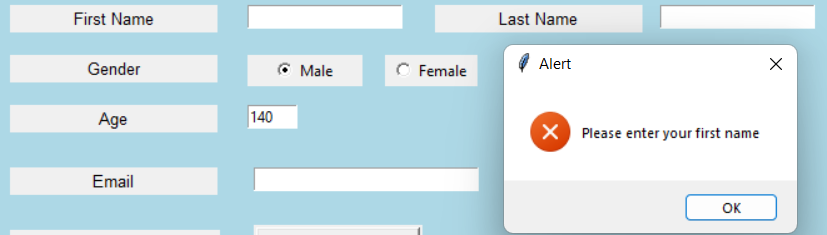 First Name
Last Name
Gender
Male
Female
Age
140
Email
Alert
Please enter your first name
OK